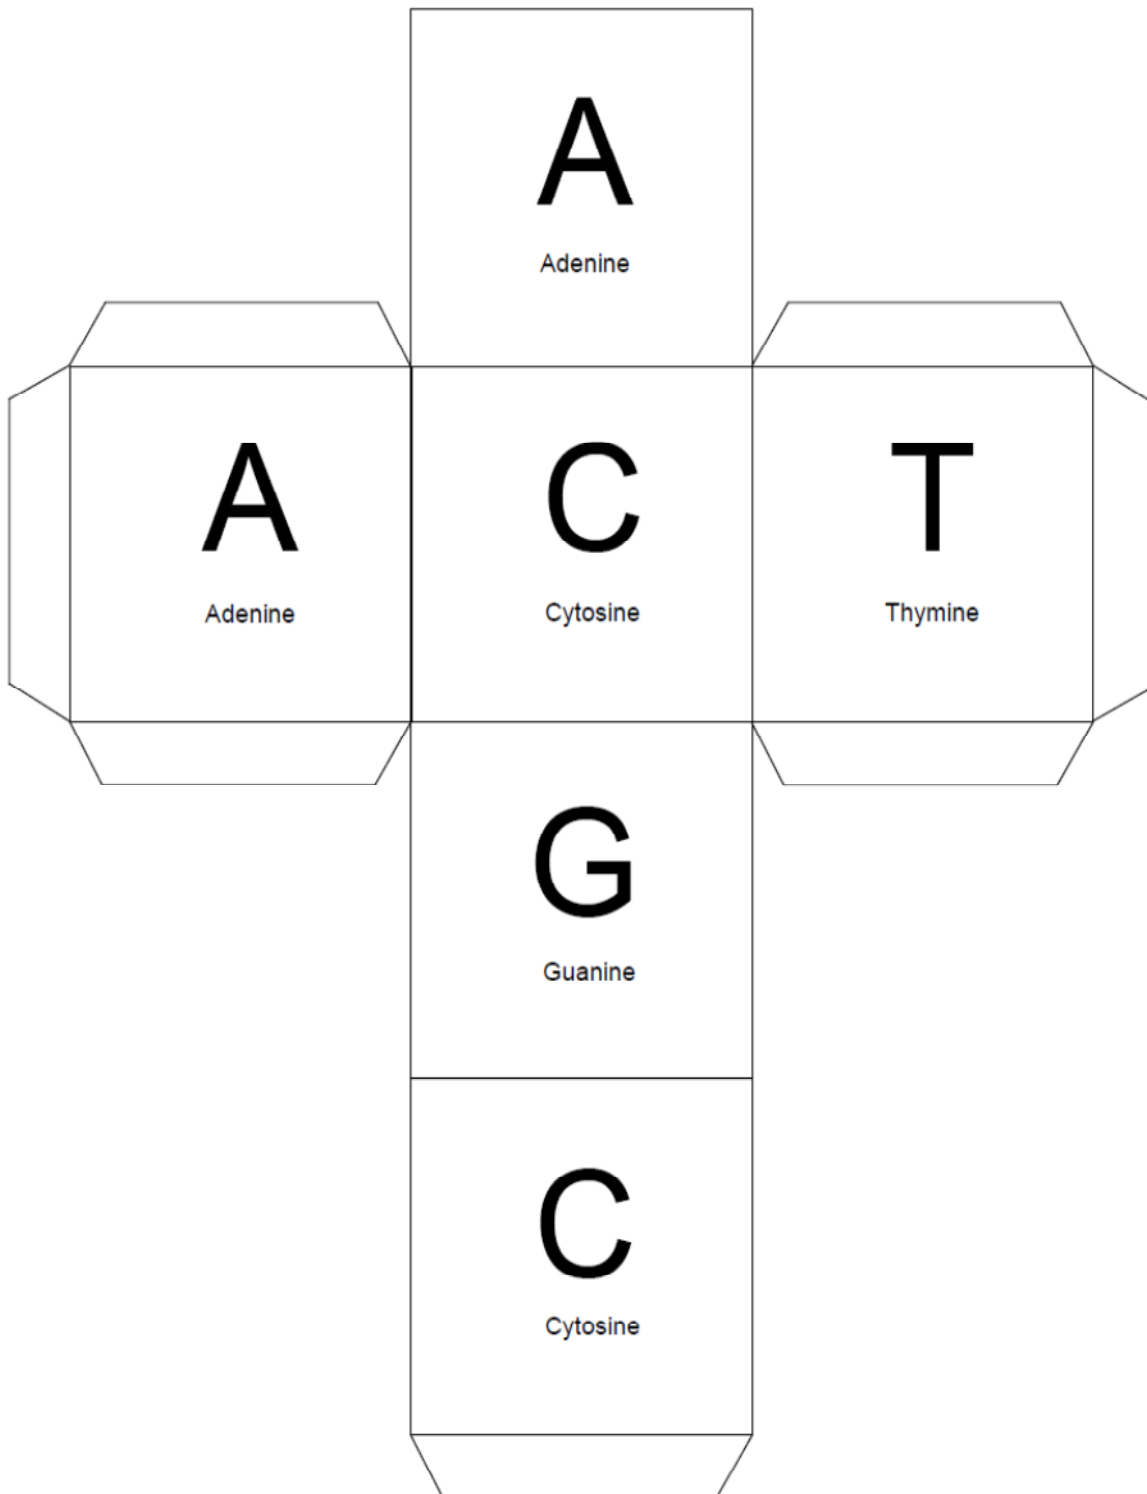 A
Adenine
A C T
Adenine Cytosine Thymine
G
Guanine
C
Cytosine